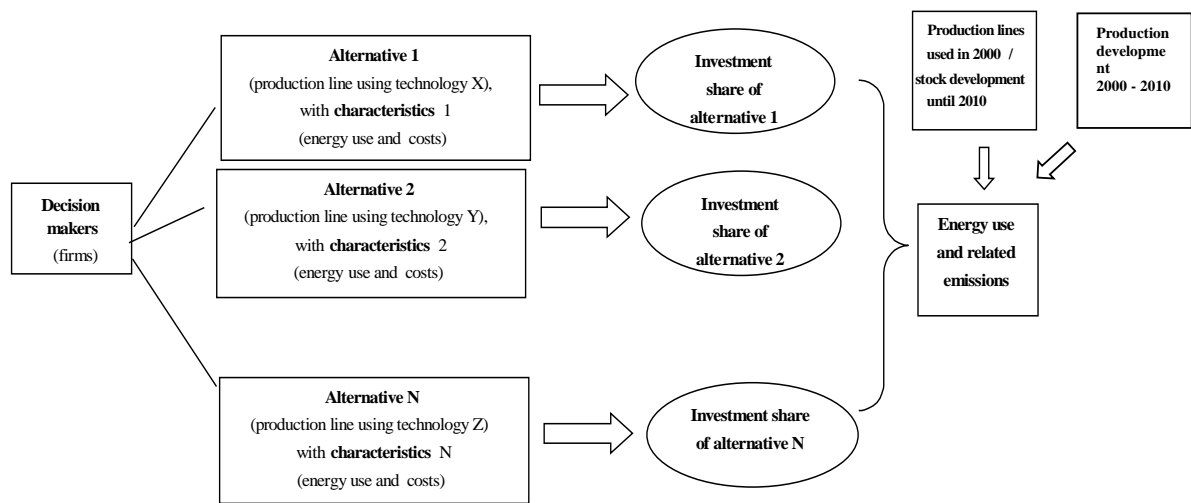 Decision
makers
(firms)
Alternative 1
(production line using technology X),
with characteristics 1
(energy use and costs)
Alternative 2
(production line using technology Y),
with characteristics 2
(energy use and costs)
Alternative N
(production line using technology Z)
with characteristics N
(energy use and costs)
Investment
share of
alternative 1
Investment
share of
alternative 2
Investment share
of alternative N
Production lines
used in 2000 /
stock development
until 2010
Production
developme
nt
2000 - 2010
Energy use
and related
emissions